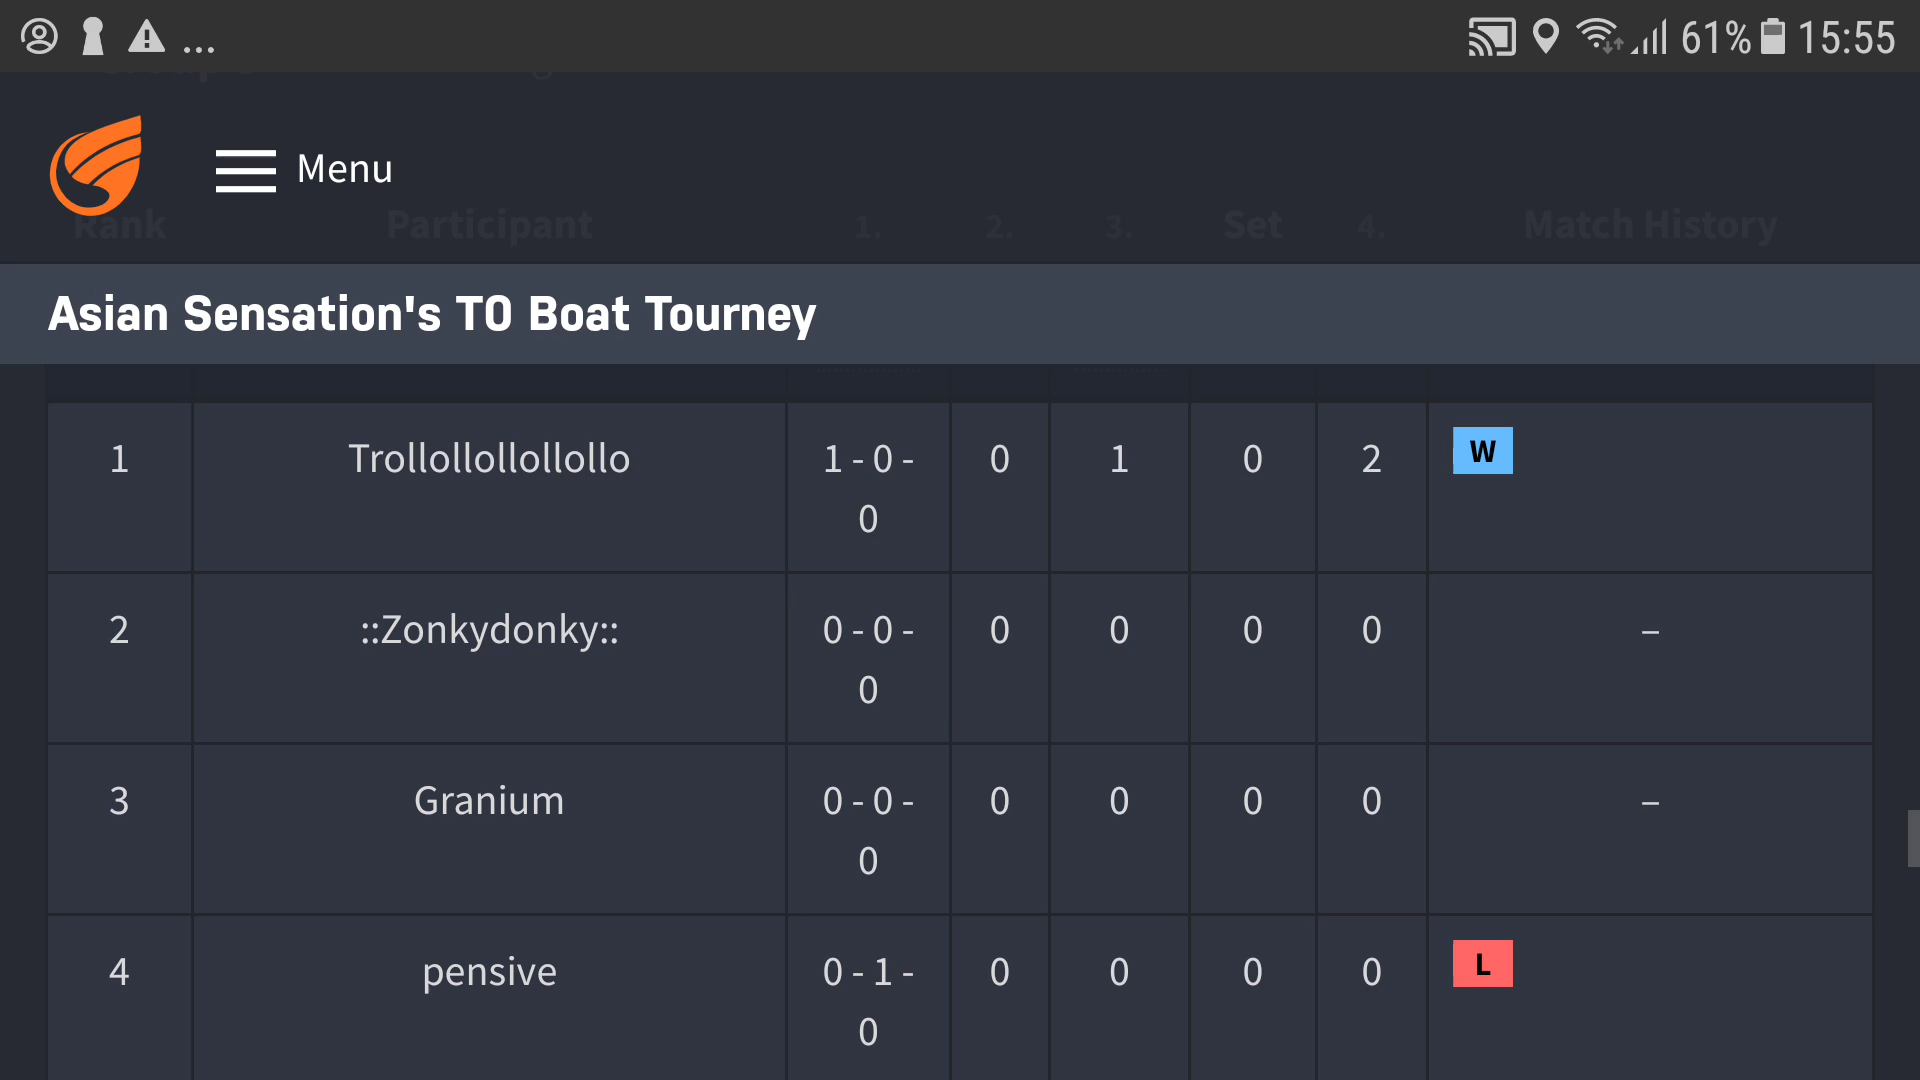 ... 61% 15:55
Menu
Rank Participant 1. 2. 3. Set 4. Match History
Asian Sensation's TO Boat Tourney
1 Trollollollollollo 1 - 0 - 0 0 1 0 2 W
2 ::Zonkydonky:: 0 - 0 - 0 0 0 0 0 –
3 Granium 0 - 0 - 0 0 0 0 0 –
4 pensive 0 - 1 - 0 0 0 0 0 L